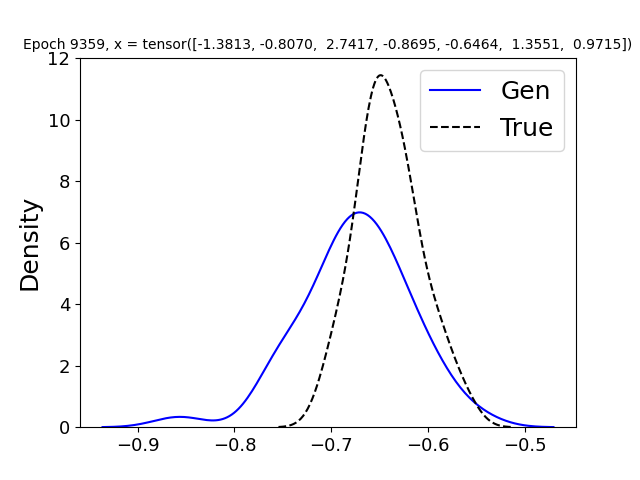 Epoch 9359, x = tensor([-1.3813, -0.8070,  2.7417, -0.8695, -0.6464,  1.3551,  0.9715])
12
10
8
6
4
2
0
Density
Gen
True
−0.9 −0.8 −0.7 −0.6 −0.5